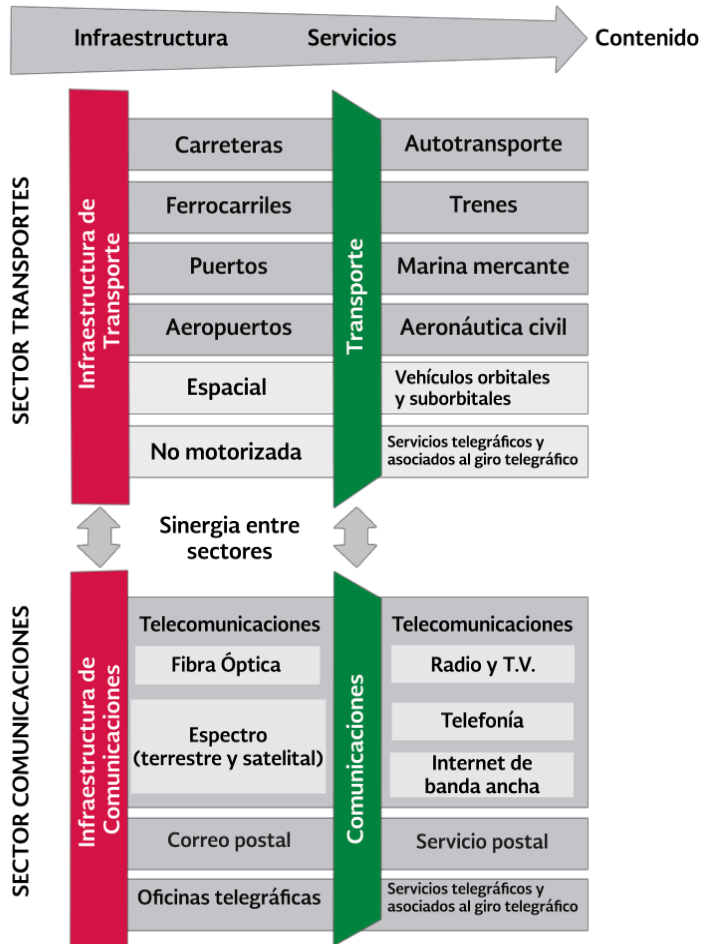 Infraestructura
Servicios
Contenido
SECTOR TRANSPORTES
Infraestructura de
Transporte
Carreteras
Transporte
Autotransporte
Ferrocarriles
Trenes
Puertos
Marina mercante
Aeropuertos
Aeronáutica civil
Espacial
Vehículos orbitales
y suborbitales
No motorizada
Servicios telegráficos y
asociados al giro telegráfico
Sinergia entre
sectores
SECTOR COMUNICACIONES
Infraestructura de
Comunicaciones
Telecomunicaciones
Fibra Óptica
Espectro
(terrestre y satelital)
Comunicaciones
Telecomunicaciones
Radio y T.V.
Telefonía
Internet de
banda ancha
Correo postal
Servicio postal
Oficinas telegráficas
Servicios telegráficos y
asociados al giro telegráfico